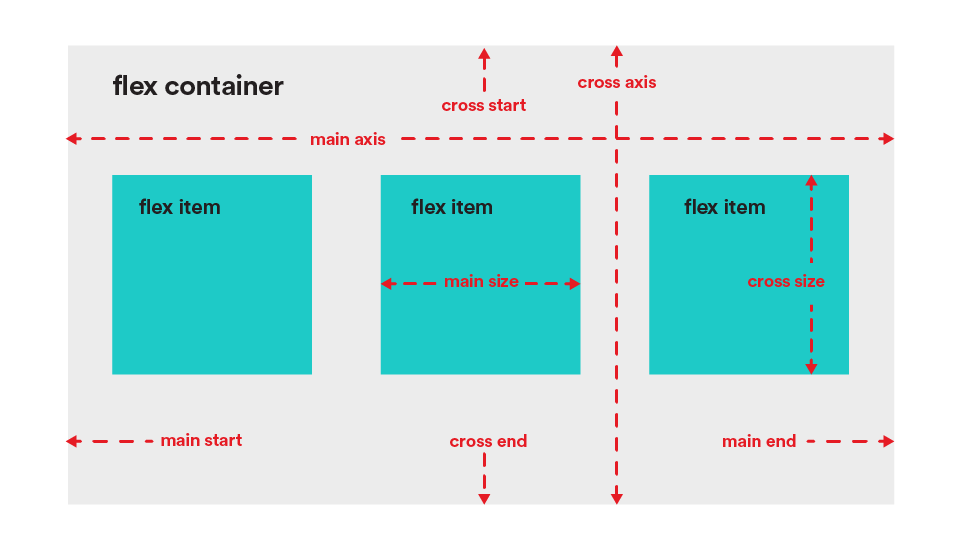 flex container
cross start
cross axis
main axis
flex item
flex item
flex item
main size
cross size
main start
cross end
main end